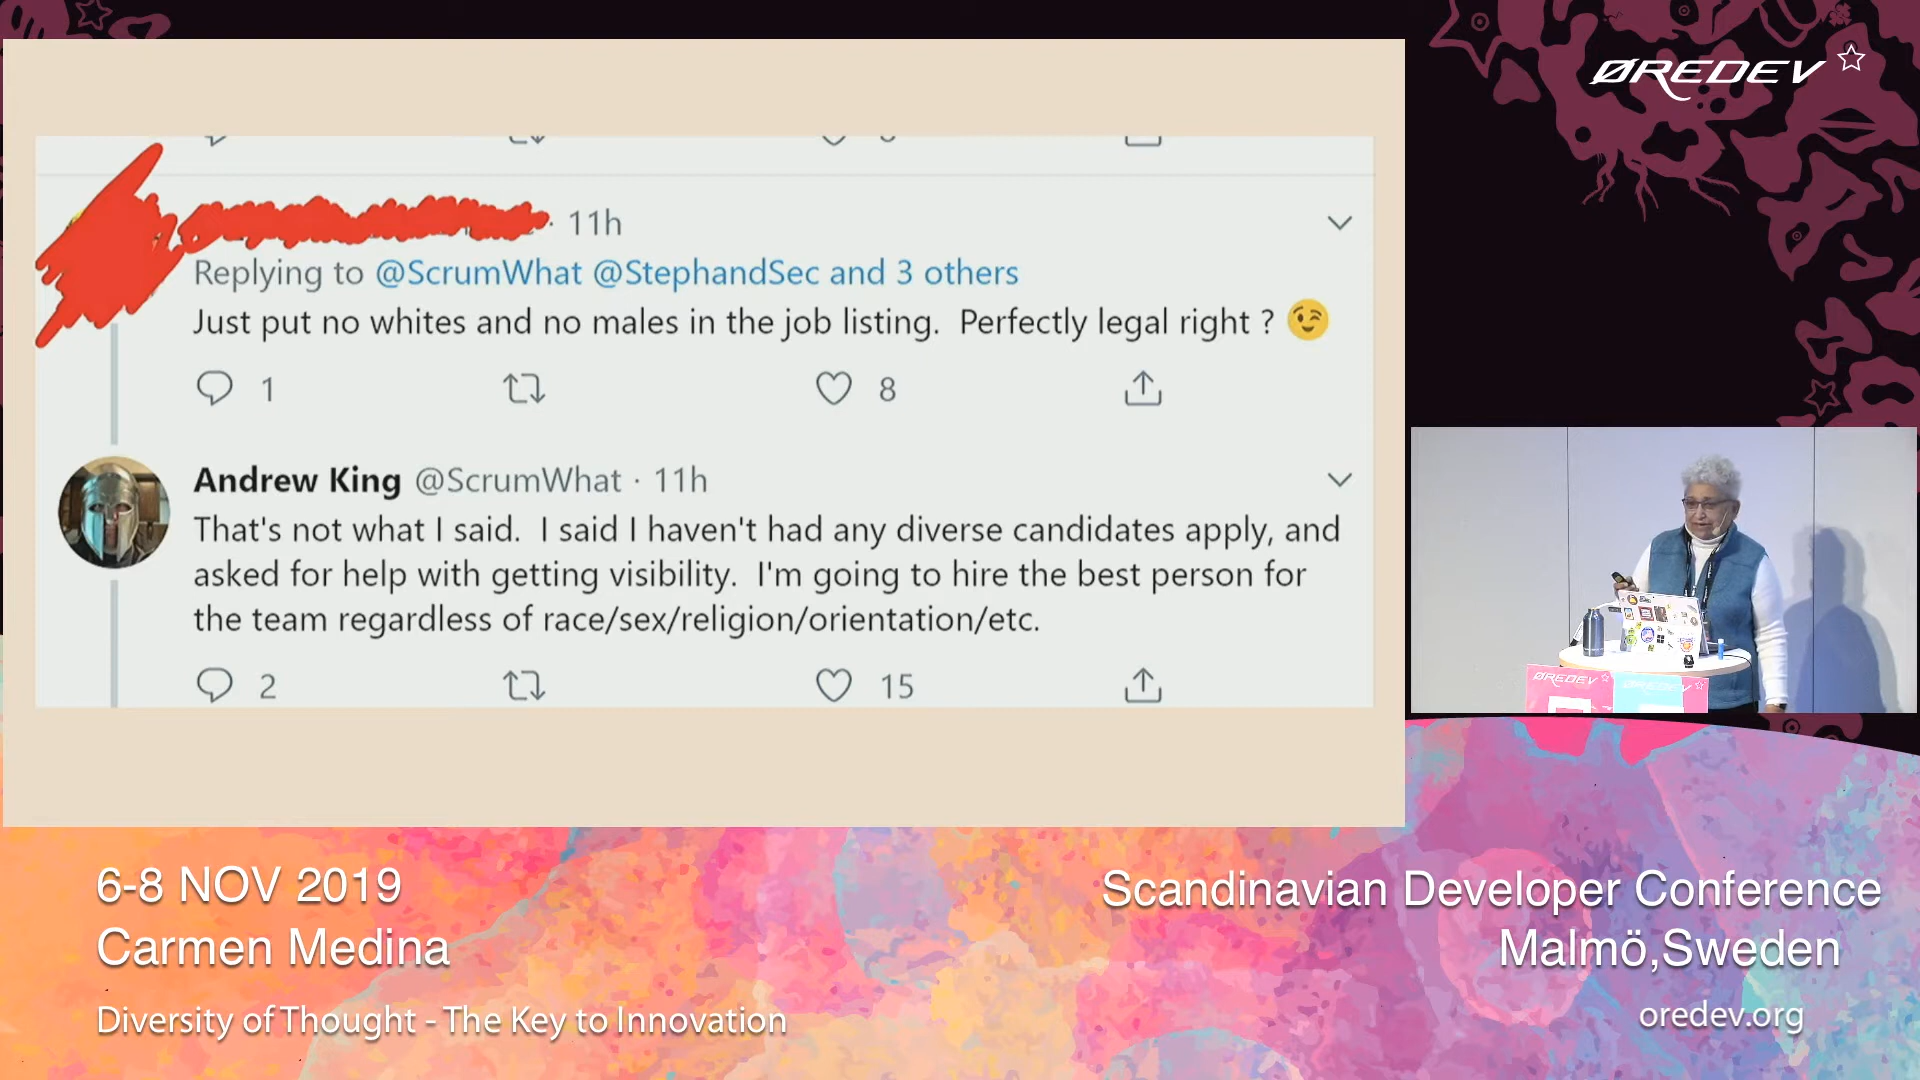 ØREDEV
11h
Replying to @ScrumWhat @StephandSec and 3 others
Just put no whites and no males in the job listing.  Perfectly legal right ? 😉
1
8
Andrew King @ScrumWhat · 11h
That's not what I said.  I said I haven't had any diverse candidates apply, and
asked for help with getting visibility.  I'm going to hire the best person for
the team regardless of race/sex/religion/orientation/etc.
2
15
ØREDEV
ØREDEV
6-8 NOV 2019
Carmen Medina
Diversity of Thought - The Key to Innovation
Scandinavian Developer Conference
Malmö,Sweden
oredev.org